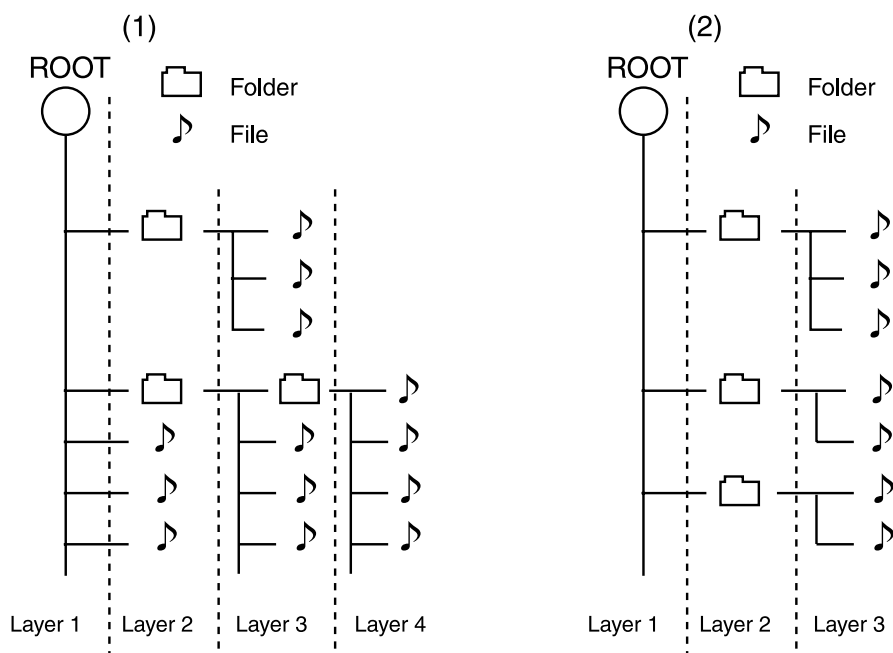 (1)
ROOT
Folder
File
Layer 1 Layer 2 Layer 3 Layer 4
(2)
ROOT
Folder
File
Layer 1 Layer 2 Layer 3